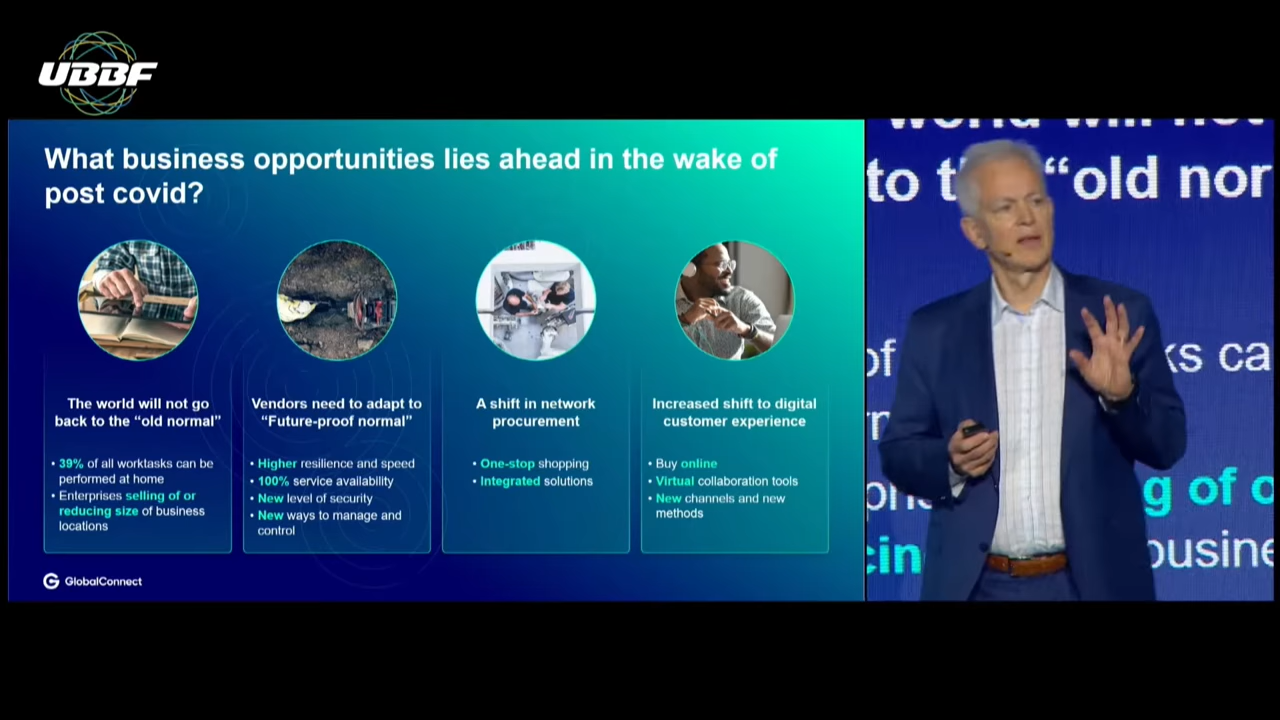 UBBF
What business opportunities lies ahead in the wake of
post covid?
The world will not go
back to the “old normal”
• 39% of all worktasks can be
performed at home
• Enterprises selling of or
reducing size of business
locations
Vendors need to adapt to
“Future-proof normal”
• Higher resilience and speed
• 100% service availability
• New level of security
• New ways to manage and
control
A shift in network
procurement
• One-stop shopping
• Integrated solutions
Increased shift to digital
customer experience
• Buy online
• Virtual collaboration tools
• New channels and new
methods
GlobalConnect
world will not
to t “old nor
of ks ca
g of o
cin busine